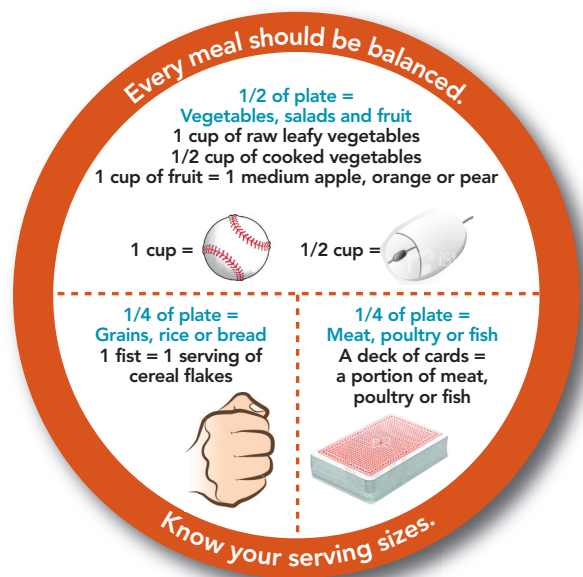 Every meal should be balanced.
1/2 of plate =
Vegetables, salads and fruit
1 cup of raw leafy vegetables
1/2 cup of cooked vegetables
1 cup of fruit = 1 medium apple, orange or pear
1 cup =
1/2 cup =
1/4 of plate =
Grains, rice or bread
1 fist = 1 serving of
cereal flakes
1/4 of plate =
Meat, poultry or fish
A deck of cards =
a portion of meat,
poultry or fish
Know your serving sizes.